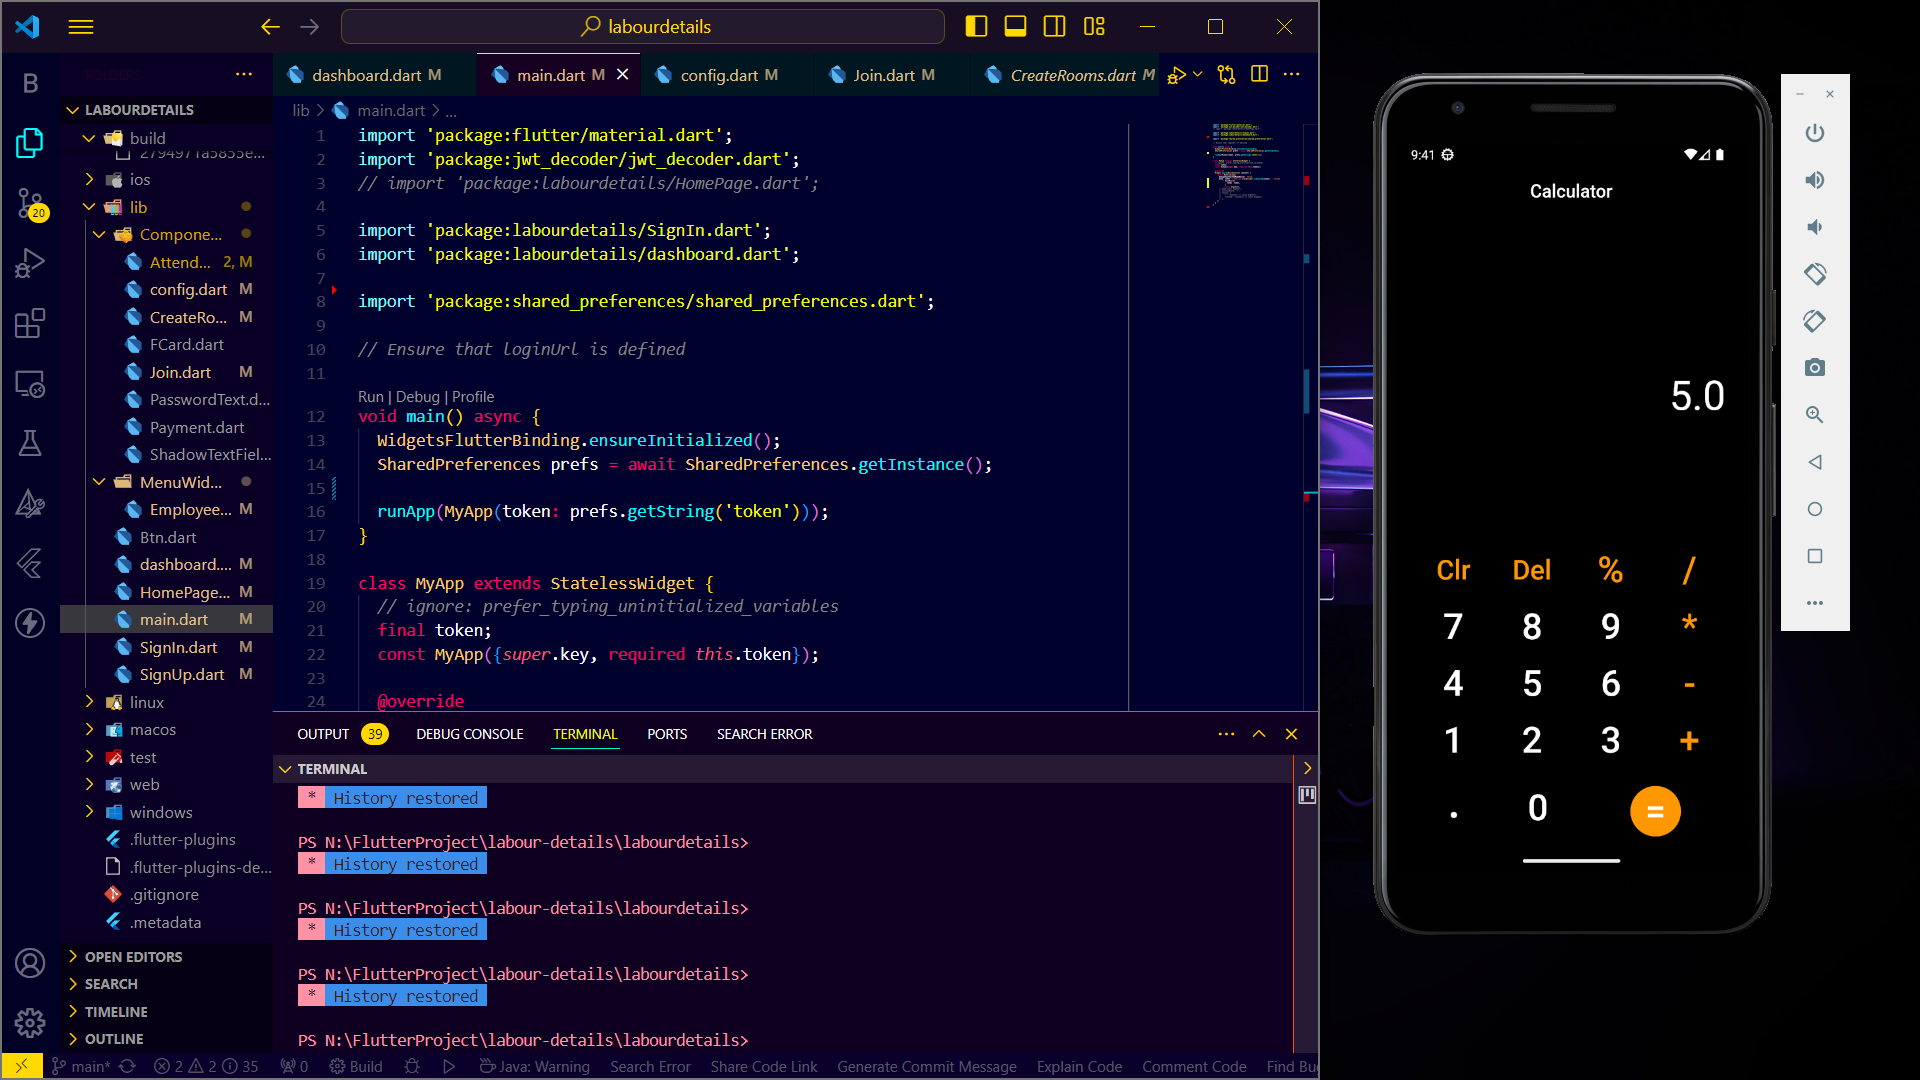 labourdetails
B
FOLDERS
LABOURDETAILS
build
2794971a5855e...
ios
lib
Compone...
Attend... 2, M
config.dart M
CreateRo... M
FCard.dart
Join.dart M
PasswordText.d...
Payment.dart
ShadowTextFiel...
MenuWid...
Employee... M
Btn.dart
dashboard.... M
HomePage... M
main.dart M
SignIn.dart M
SignUp.dart M
linux
macos
test
web
windows
.flutter-plugins
.flutter-plugins-de...
.gitignore
.metadata
OPEN EDITORS
SEARCH
TIMELINE
OUTLINE
20
dashboard.dart M
main.dart M
config.dart M
Join.dart M
CreateRooms.dart M
lib > main.dart > ...
1 import 'package:flutter/material.dart';
2 import 'package:jwt_decoder/jwt_decoder.dart';
3 // import 'package:labourdetails/HomePage.dart';
4
5 import 'package:labourdetails/SignIn.dart';
6 import 'package:labourdetails/dashboard.dart';
7
8 import 'package:shared_preferences/shared_preferences.dart';
9
10 // Ensure that loginUrl is defined
11
Run | Debug | Profile
12 void main() async {
13 WidgetsFlutterBinding.ensureInitialized();
14 SharedPreferences prefs = await SharedPreferences.getInstance();
15
16 runApp(MyApp(token: prefs.getString('token')));
17 }
18
19 class MyApp extends StatelessWidget {
20 // ignore: prefer_typing_uninitialized_variables
21 final token;
22 const MyApp({super.key, required this.token});
23
24 @override
OUTPUT 39 DEBUG CONSOLE TERMINAL PORTS SEARCH ERROR
TERMINAL
* History restored
PS N:\FlutterProject\labour-details\labourdetails>
* History restored
PS N:\FlutterProject\labour-details\labourdetails>
* History restored
PS N:\FlutterProject\labour-details\labourdetails>
* History restored
PS N:\FlutterProject\labour-details\labourdetails>
main* 2 2 35 0 Build Java: Warning Search Error Share Code Link Generate Commit Message Explain Code Comment Code Find Bu
9:41
Calculator
5.0
Clr Del % /
7 8 9 *
4 5 6 -
1 2 3 +
. 0 =